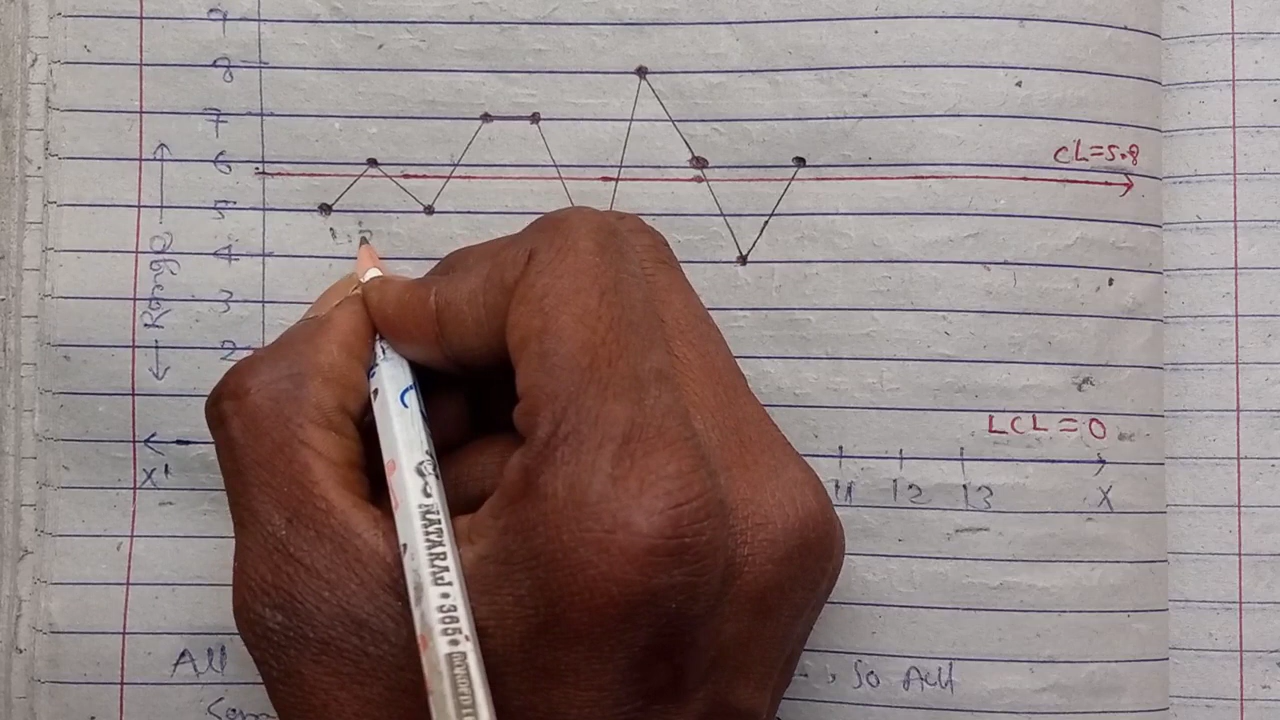 9
8
7
CL=5.8
6
5
4
Range
3
2
LCL = 0
X'
11 12 13 X
NATARAJ • 365 •
All , So All